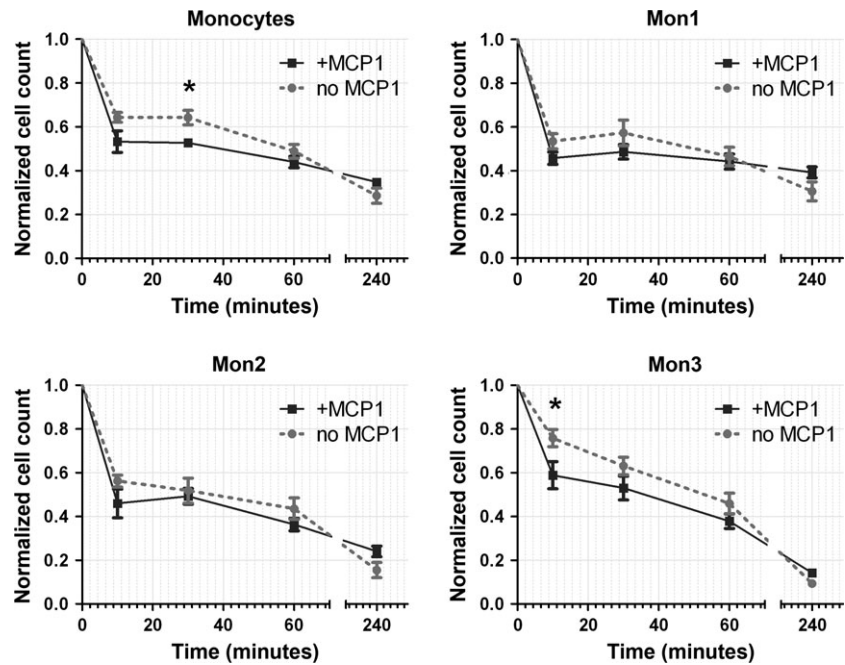 Monocytes
Normalized cell count
1.0
0.8
0.6
0.4
0.2
0.0
*
+MCP1
no MCP1
0 20 40 60 240
Time (minutes)
Mon1
Normalized cell count
1.0
0.8
0.6
0.4
0.2
0.0
+MCP1
no MCP1
0 20 40 60 240
Time (minutes)
Mon2
Normalized cell count
1.0
0.8
0.6
0.4
0.2
0.0
+MCP1
no MCP1
0 20 40 60 240
Time (minutes)
Mon3
Normalized cell count
1.0
0.8
0.6
0.4
0.2
0.0
*
+MCP1
no MCP1
0 20 40 60 240
Time (minutes)